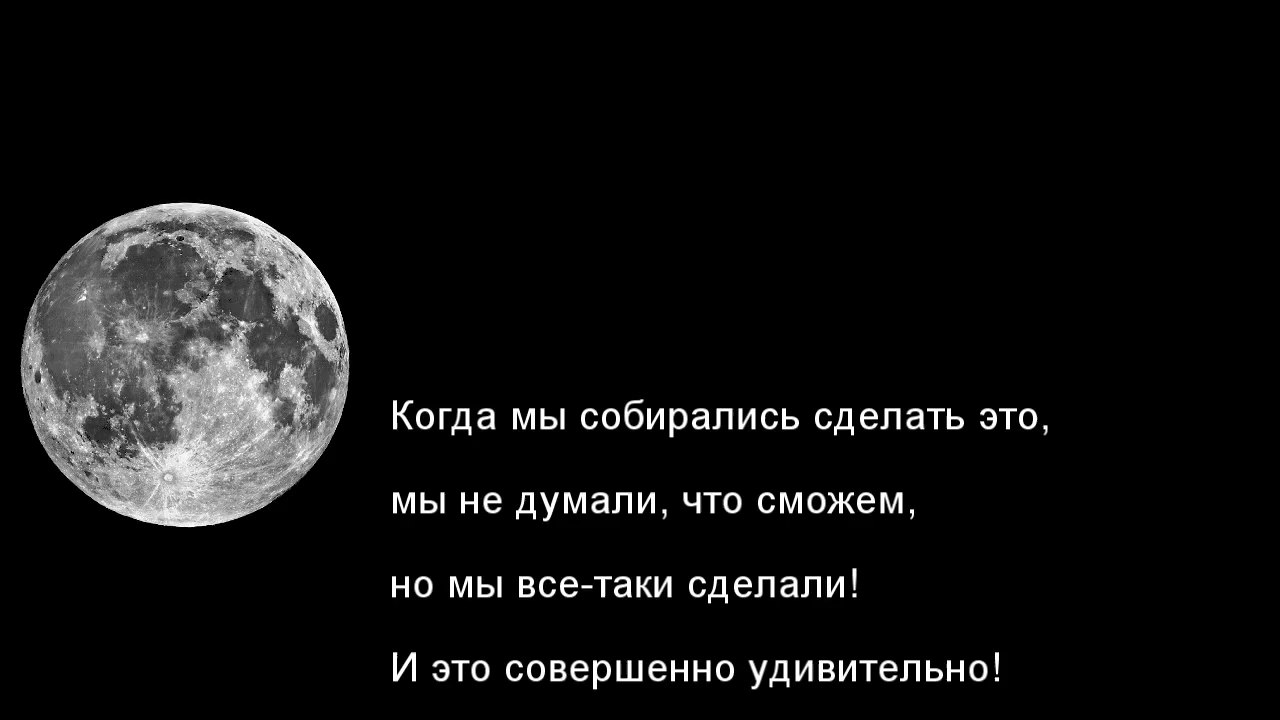 Когда мы собирались сделать это,
мы не думали, что сможем,
но мы все-таки сделали!
И это совершенно удивительно!